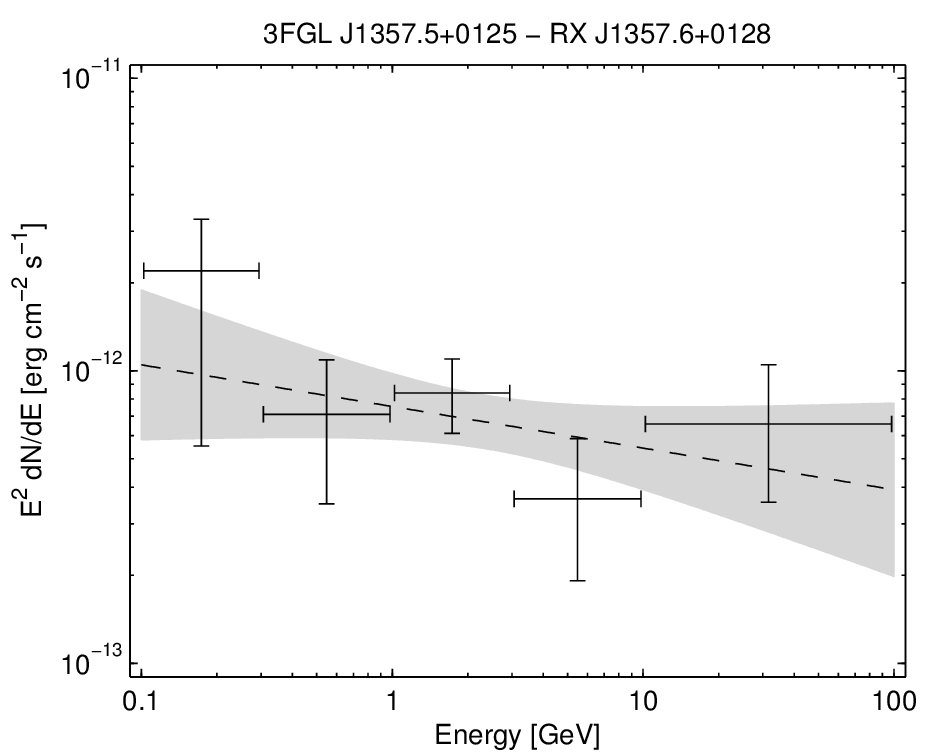 3FGL J1357.5+0125 − RX J1357.6+0128
10⁻¹¹
10⁻¹²
10⁻¹³
E² dN/dE [erg cm⁻² s⁻¹]
0.1 1 10 100
Energy [GeV]